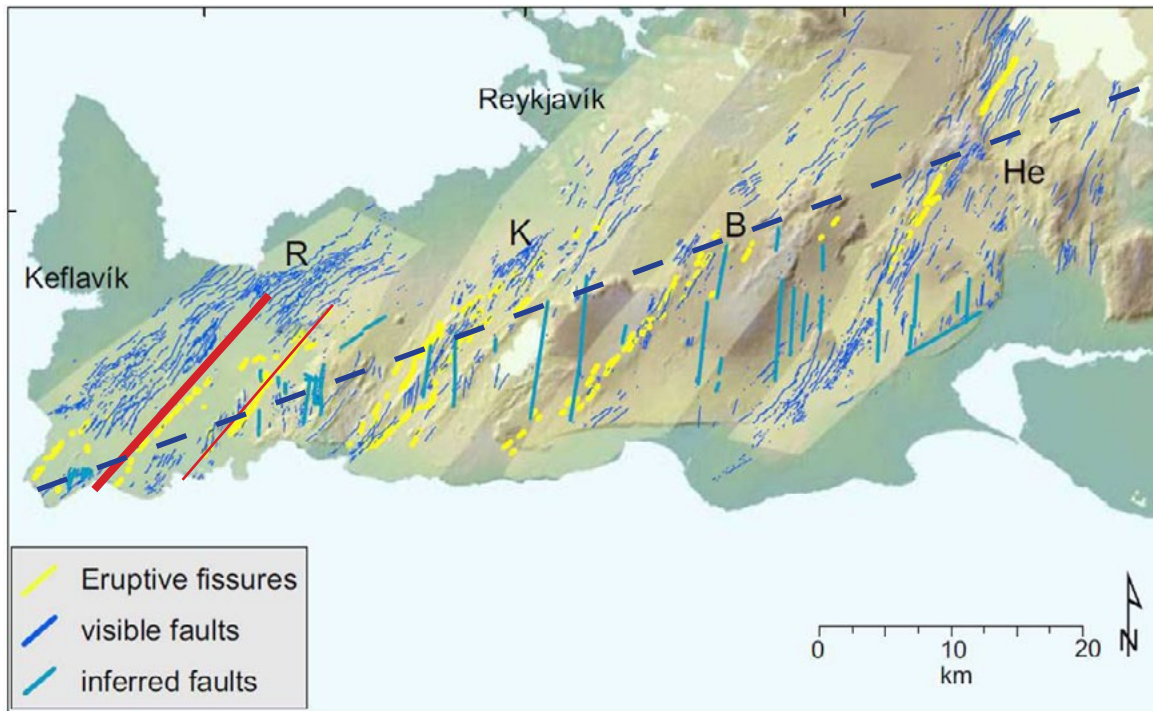 Reykjavík
He
K
B
R
Keflavík
Eruptive fissures
visible faults
inferred faults
0 10 20
km
N